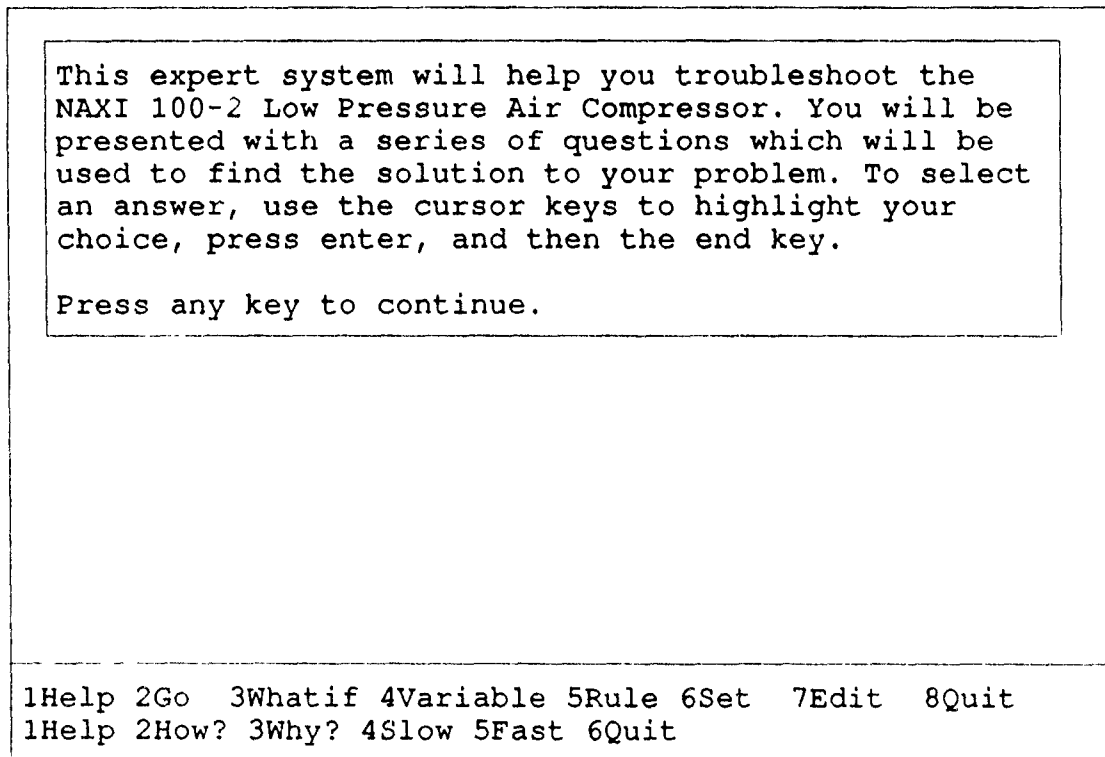 This expert system will help you troubleshoot the
NAXI 100-2 Low Pressure Air Compressor. You will be
presented with a series of questions which will be
used to find the solution to your problem. To select
an answer, use the cursor keys to highlight your
choice, press enter, and then the end key.
Press any key to continue.
1Help 2Go 3Whatif 4Variable 5Rule 6Set 7Edit 8Quit
1Help 2How? 3Why? 4Slow 5Fast 6Quit